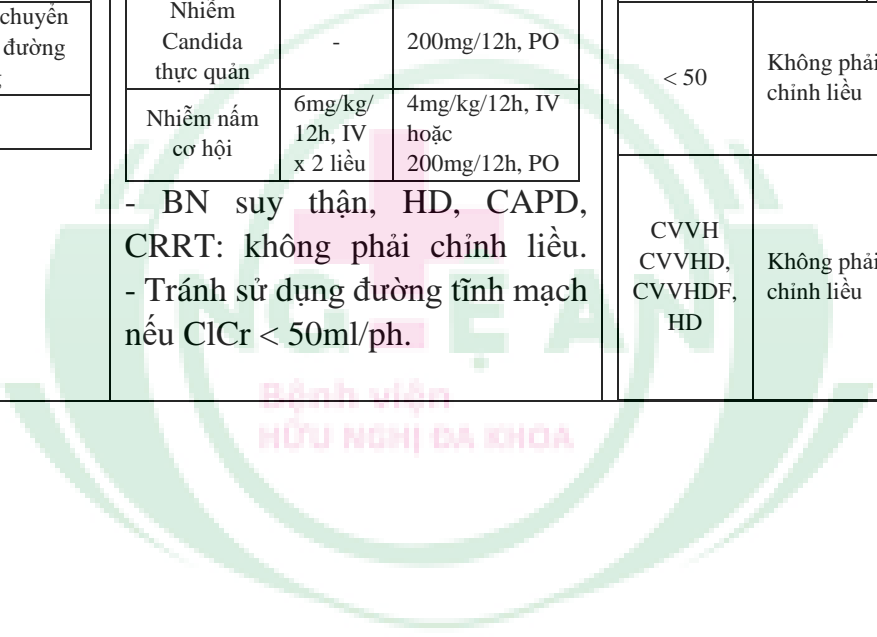 chuyển
đường
Nhiễm
Candida
thực quản
-
200mg/12h, PO
Nhiễm nấm
cơ hội
6mg/kg/
12h, IV
x 2 liều
4mg/kg/12h, IV
hoặc
200mg/12h, PO
- BN suy thận, HD, CAPD,
CRRT: không phải chỉnh liều.
- Tránh sử dụng đường tĩnh mạch
nếu ClCr < 50ml/ph.
< 50
Không phải
chỉnh liều
CVVH
CVVHD,
CVVHDF,
HD
Không phải
chỉnh liều
NGHỆ AN
Bệnh viện
HỮU NGHỊ ĐA KHOA